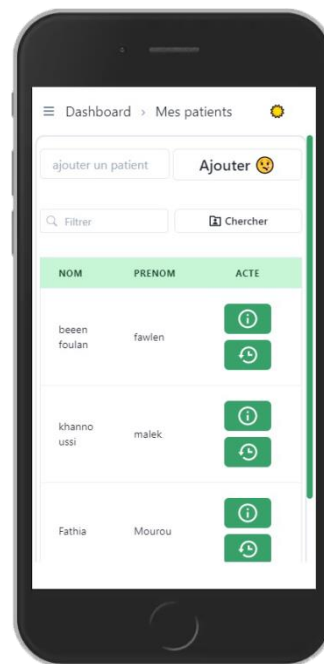 Dashboard > Mes patients
ajouter un patient Ajouter 🤢
Filtrer Chercher
NOM PRENOM ACTE
beeen
foulan
fawlen
khanno
ussi
malek
Fathia Mourou